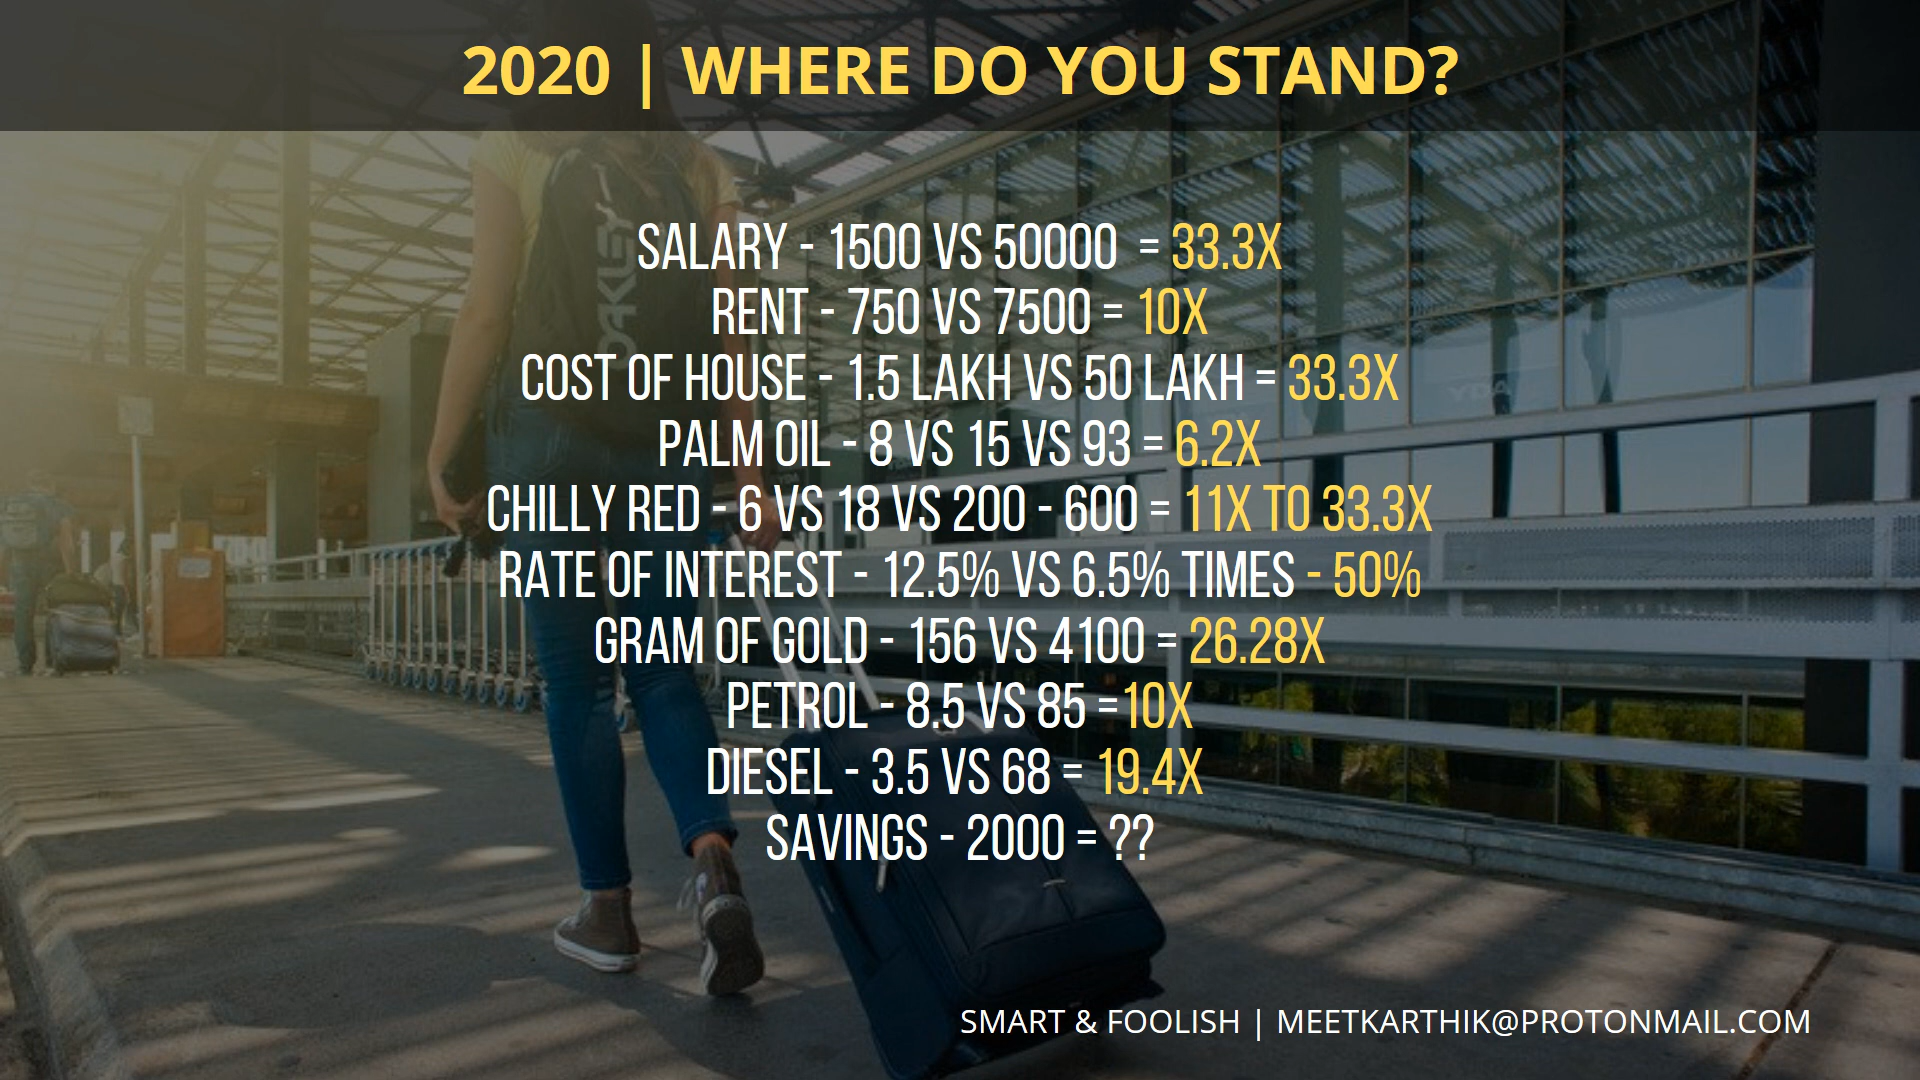 2020 | WHERE DO YOU STAND?
SALARY - 1500 VS 50000 = 33.3X
RENT - 750 VS 7500 = 10X
COST OF HOUSE - 1.5 LAKH VS 50 LAKH = 33.3X
PALM OIL - 8 VS 15 VS 93 = 6.2X
CHILLY RED - 6 VS 18 VS 200 - 600 = 11X TO 33.3X
RATE OF INTEREST - 12.5% VS 6.5% TIMES - 50%
GRAM OF GOLD - 156 VS 4100 = 26.28X
PETROL - 8.5 VS 85 =10X
DIESEL - 3.5 VS 68 = 19.4X
SAVINGS - 2000 = ??
SMART & FOOLISH | MEETKARTHIK@PROTONMAIL.COM
OAKLEY